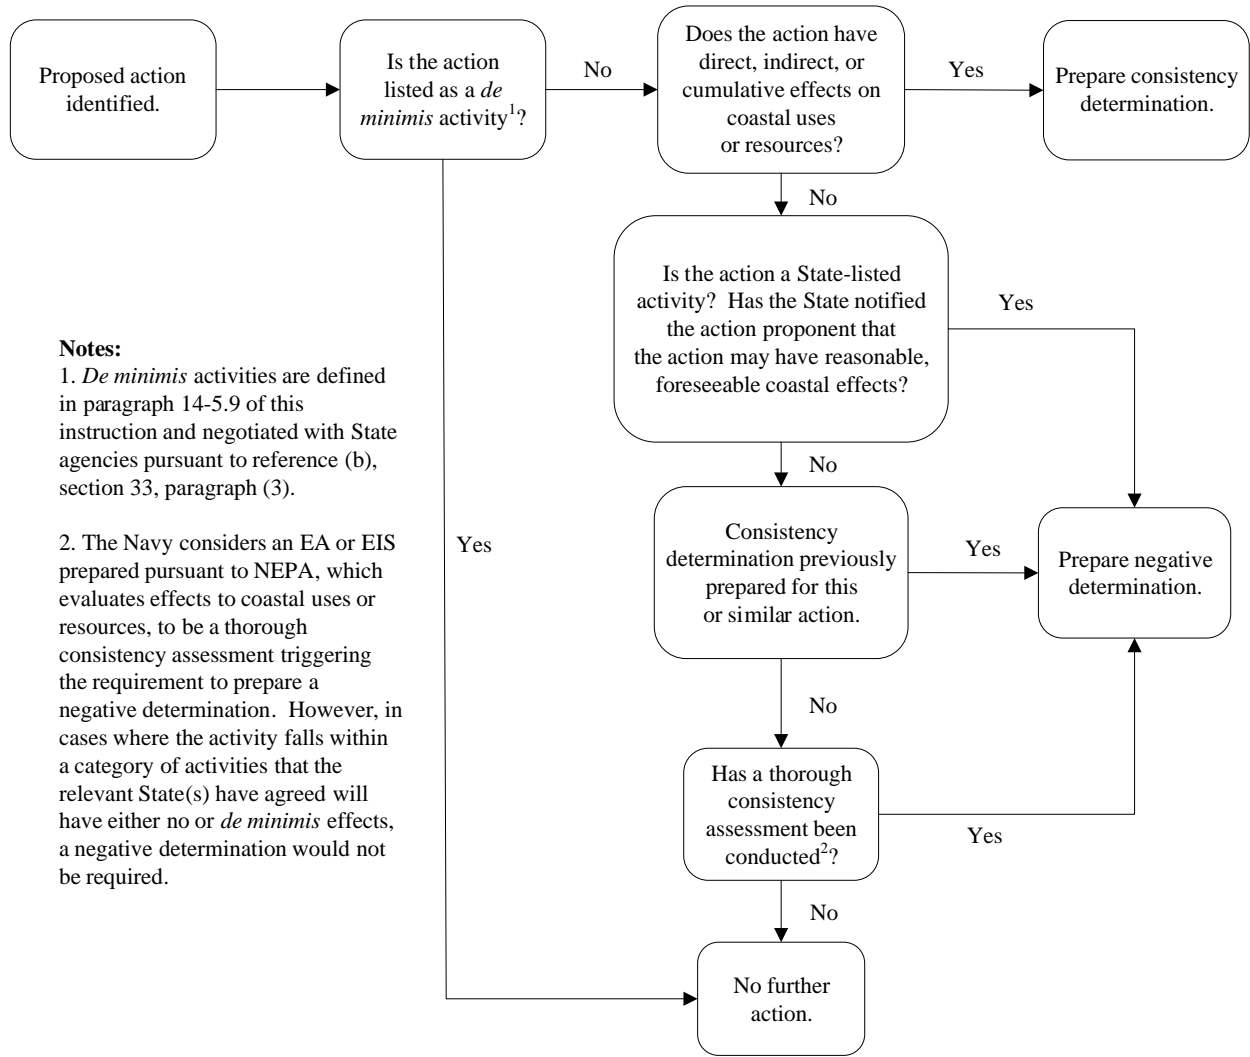 Proposed action
identified.
Is the action
listed as a de
minimis activity1?
No
Does the action have
direct, indirect, or
cumulative effects on
coastal uses
or resources?
Yes
Prepare consistency
determination.
No
Is the action a State-listed
activity? Has the State notified
the action proponent that
the action may have reasonable,
foreseeable coastal effects?
Yes
No
Consistency
determination previously
prepared for this
or similar action.
Yes
Prepare negative
determination.
No
Has a thorough
consistency
assessment been
conducted2?
Yes
No
Yes
No further
action.
Notes:
1. De minimis activities are defined
in paragraph 14-5.9 of this
instruction and negotiated with State
agencies pursuant to reference (b),
section 33, paragraph (3).
2. The Navy considers an EA or EIS
prepared pursuant to NEPA, which
evaluates effects to coastal uses or
resources, to be a thorough
consistency assessment triggering
the requirement to prepare a
negative determination. However, in
cases where the activity falls within
a category of activities that the
relevant State(s) have agreed will
have either no or de minimis effects,
a negative determination would not
be required.